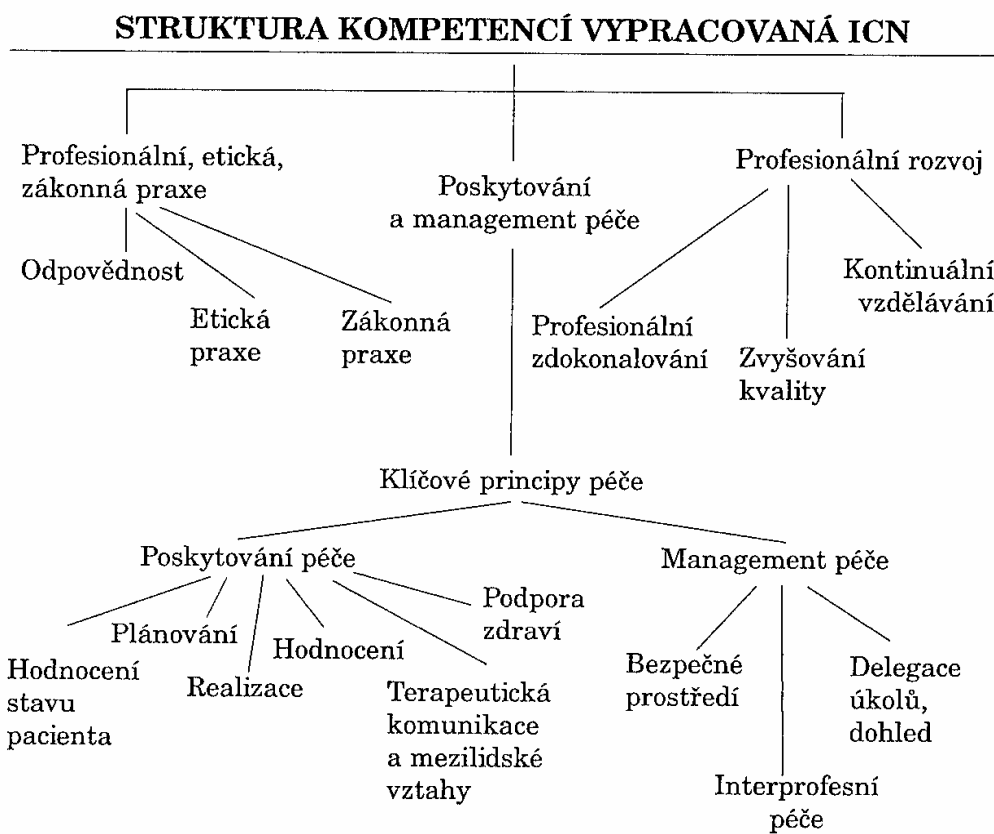 STRUKTURA KOMPETENCÍ VYPRACOVANÁ ICN
Profesionální, etická,
zákonná praxe
Poskytování
a management péče
Profesionální rozvoj
Odpovědnost
Etická
praxe
Zákonná
praxe
Profesionální
zdokonalování
Zvyšování
kvality
Kontinuální
vzdělávání
Klíčové principy péče
Poskytování péče
Management péče
Hodnocení
stavu
pacienta
Plánování
Realizace
Hodnocení
Terapeutická
komunikace
a mezilidské
vztahy
Podpora
zdraví
Bezpečné
prostředí
Interprofesní
péče
Delegace
úkolů,
dohled